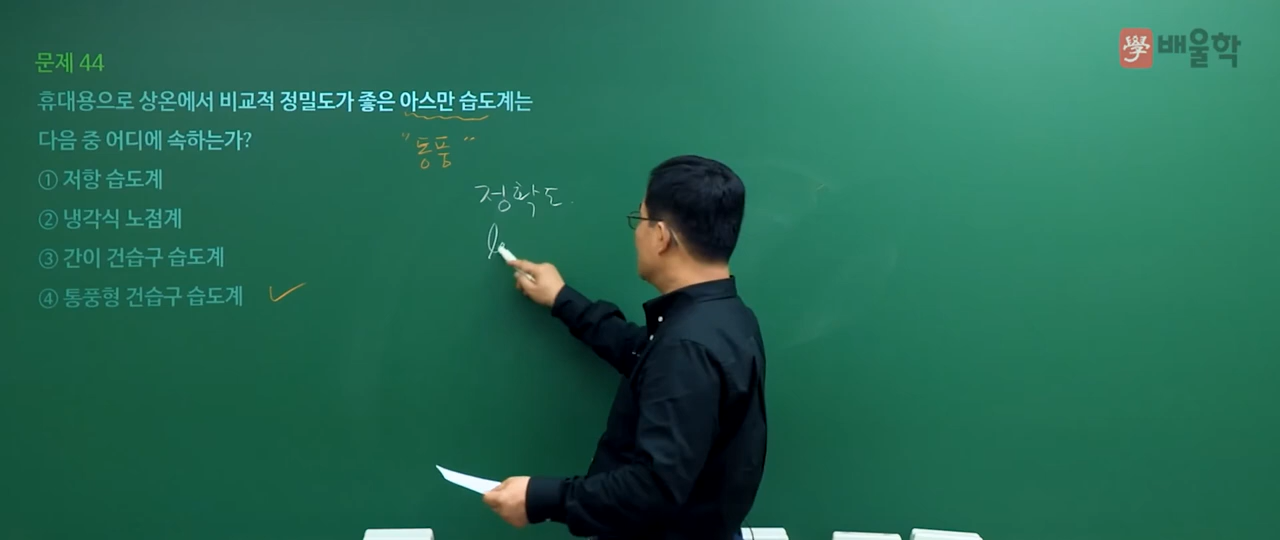 學 배울학
문제 44
휴대용으로 상온에서 비교적 정밀도가 좋은 아스만 습도계는
다음 중 어디에 속하는가?
"통풍"
① 저항 습도계
정확도.
② 냉각식 노점계
③ 간이 건습구 습도계
④ 통풍형 건습구 습도계